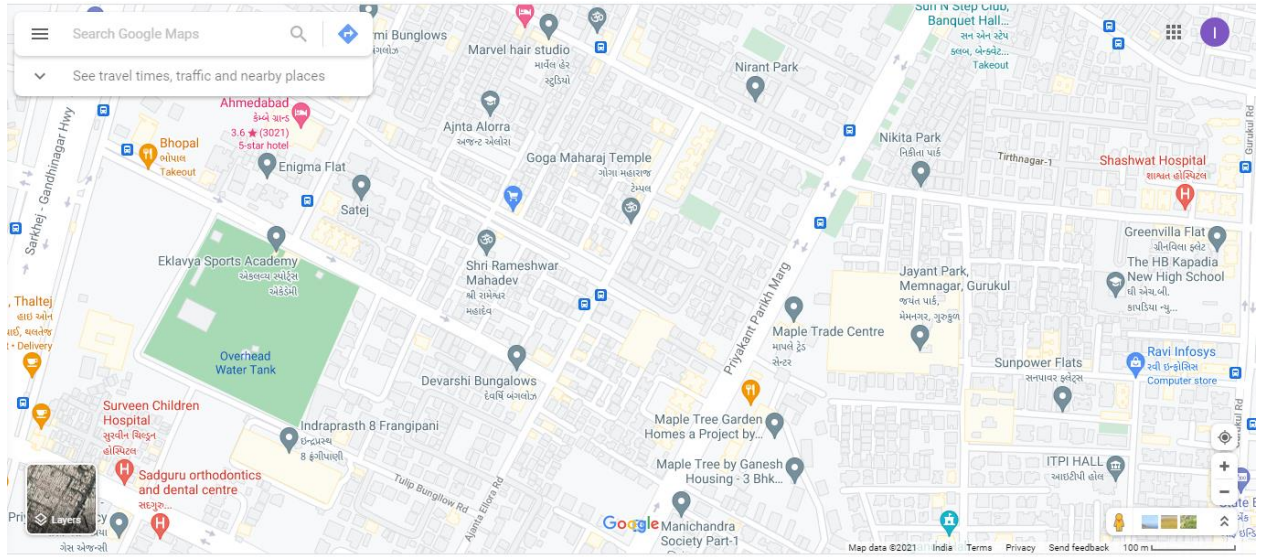 Search Google Maps
See travel times, traffic and nearby places
Sun N Step Club,
Banquet Hall...
સન એન સ્ટેપ
ક્લબ, બેન્ક્વેટ...
Takeout
Marvel hair studio
માર્વેલ હેર
સ્ટુડિયો
Nirant Park
Ahmedabad
કેમ્બે ગ્રાન્ડ
3.6 ★ (3021)
5-star hotel
Bhopal
ભોપાલ
Takeout
Enigma Flat
Satej
Ajnta Alorra
અજન્ટ એલોરા
Goga Maharaj Temple
ગોગા મહારાજ
ટેમ્પલ
Nikita Park
નિકીતા પાર્ક
Tirthnagar-1
Gurukul Rd
Shashwat Hospital
શાશ્વત હોસ્પિટલ
Sarkhej - Gandhinagar Hwy
Eklavya Sports Academy
એકલવ્ય સ્પોર્ટ્સ
એકેડેમી
Shri Rameshwar
Mahadev
શ્રી રામેશ્વર
મહાદેવ
Greenvilla Flat
ગ્રીનવિલા ફ્લેટ
The HB Kapadia
New High School
ધી એચ.બી.
કાપડિયા ન્યુ...
Jayant Park,
Memnagar, Gurukul
જયંત પાર્ક,
મેમનગર, ગુરુકુળ
Priyakant Parikh Marg
Maple Trade Centre
માપલે ટ્રેડ
સેન્ટર
, Thaltej
Delivery
Overhead
Water Tank
Devarshi Bungalows
દેવર્ષિ બંગલોઝ
Sunpower Flats
સનપાવર ફ્લેટ્સ
Ravi Infosys
રવી ઇન્ફોસિસ
Computer store
Surveen Children
Hospital
સુરવીન ચિલ્ડ્રન
હોસ્પિટલ
Indraprasth 8 Frangipani
ઇન્દ્રપ્રસ્થ
8 ફ્રંગીપાણી
Maple Tree Garden
Homes a Project by...
Maple Tree by Ganesh
Housing - 3 Bhk...
Gurukul Rd
Sadguru orthodontics
and dental centre
સદગુરુ...
Tulip Bungllow Rd
Ajanta Ellora Rd
ITPI HALL
આઇટીપી હોલ
Layers
ગેસ એજન્સી
Google
Manichandra
Society Part-1
Map data ©2021
India
Terms
Privacy
Send feedback
100 m